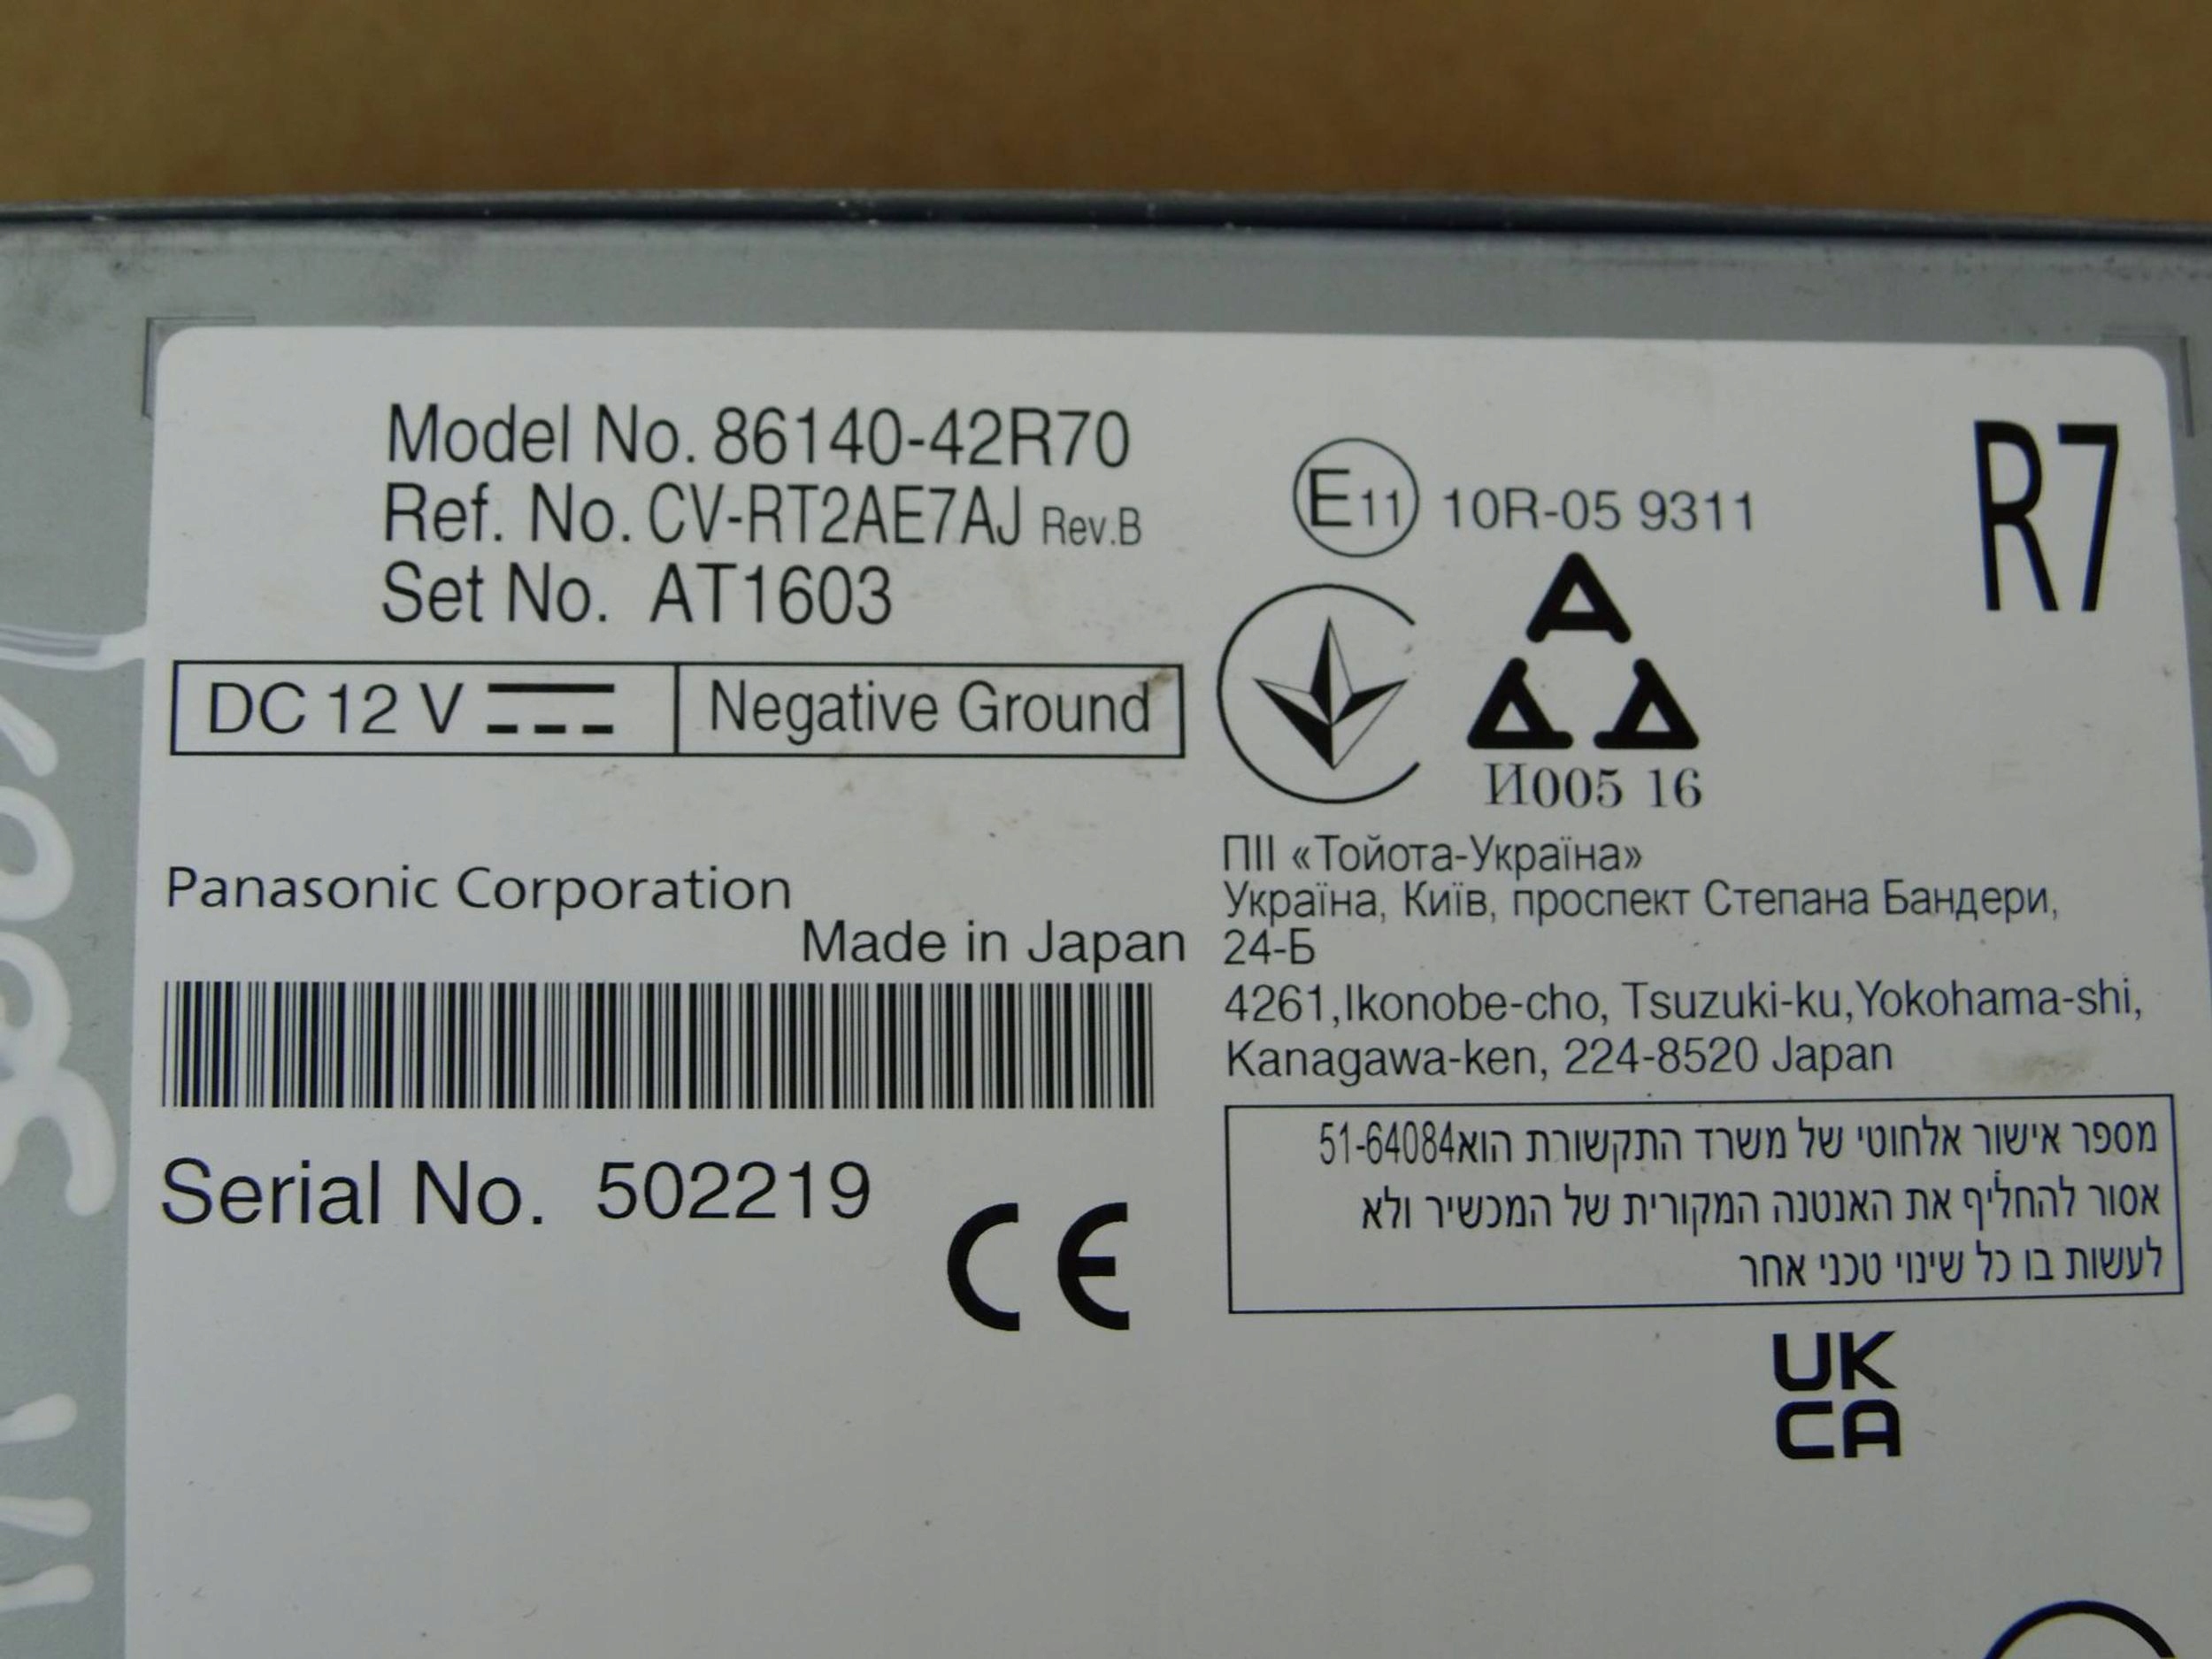 Model No. 86140-42R70
Ref. No. CV-RT2AE7AJ Rev.B
Set No. AT1603
DC 12 V
Negative Ground
Panasonic Corporation
Made in Japan
Serial No. 502219
CE
E11 10R-05 9311
R7
И005 16
ПІІ «Тойота-Україна»
Україна, Київ, проспект Степана Бандери,
24-Б
4261,Ikonobe-cho, Tsuzuki-ku,Yokohama-shi,
Kanagawa-ken, 224-8520 Japan
מספר אישור אלחוטי של משרד התקשורת הוא51-64084
אסור להחליף את האנטנה המקורית של המכשיר ולא
לעשות בו כל שינוי טכני אחר
UK
CA